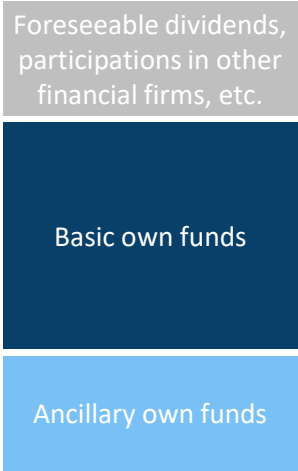 Foreseeable dividends,
participations in other
financial firms, etc.
Basic own funds
Ancillary own funds